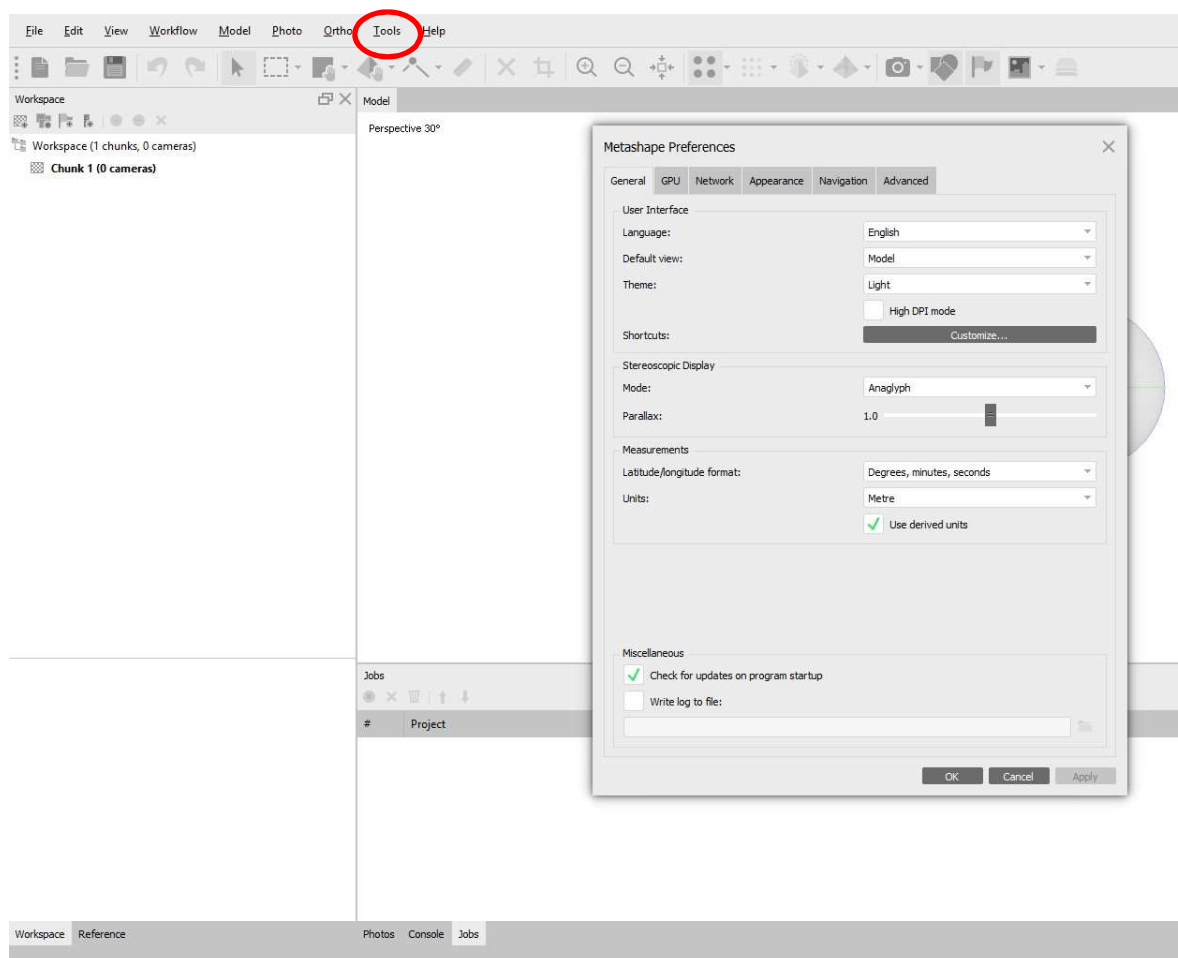 File Edit View Workflow Model Photo Ortho Tools Help
Workspace
Workspace (1 chunks, 0 cameras)
Chunk 1 (0 cameras)
Model
Perspective 30°
Metashape Preferences
General GPU Network Appearance Navigation Advanced
User Interface
Language: English
Default view: Model
Theme: Light
High DPI mode
Shortcuts: Customize...
Stereoscopic Display
Mode: Anaglyph
Parallax: 1.0
Measurements
Latitude/longitude format: Degrees, minutes, seconds
Units: Metre
Use derived units
Miscellaneous
Check for updates on program startup
Write log to file:
OK Cancel Apply
Jobs
# Project
Workspace Reference
Photos Console Jobs